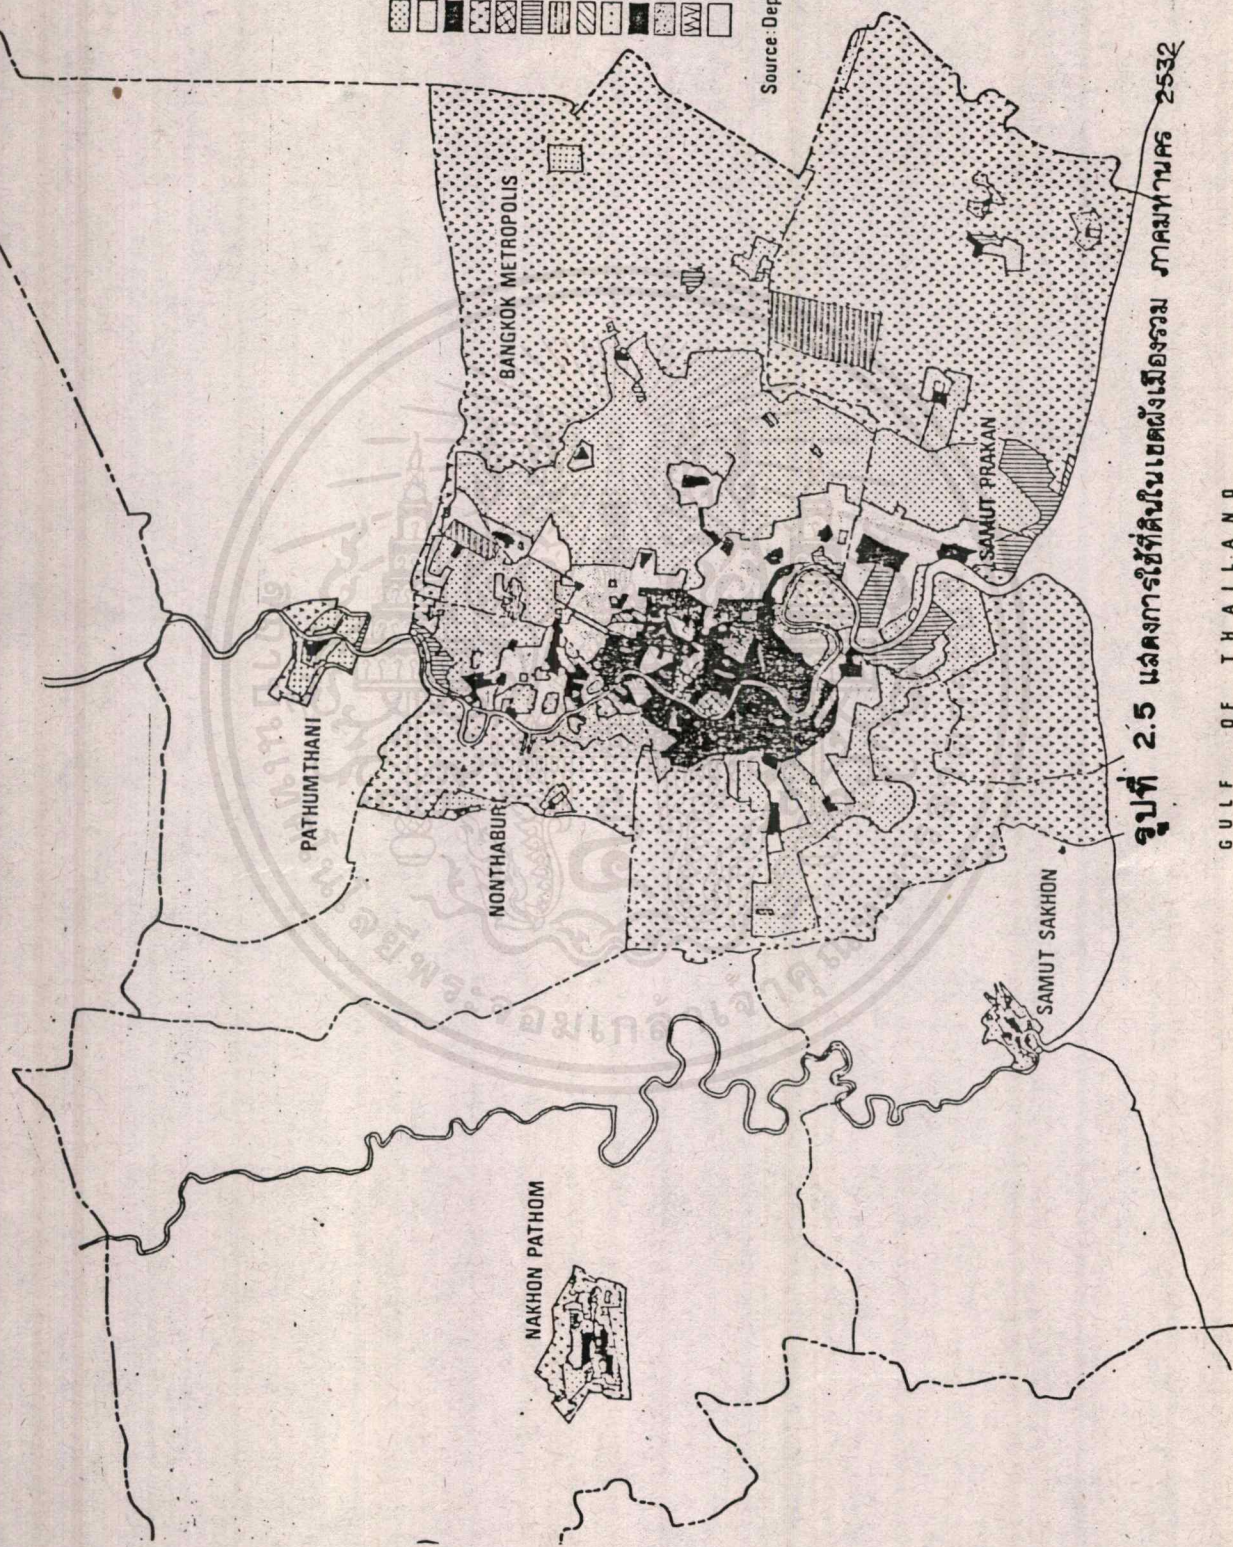 Source: Dep
BANGKOK METROPOLIS
PATHUMTHANI
NONTHABURI
SAMUT PRAKAN
SAMUT SAKHON
NAKHON PATHOM
รูปที่ 2.5 แสดงการใช้ที่ดินในเขตผังเมืองรวม ภาคมหานคร 2532
GULF OF THAILAND